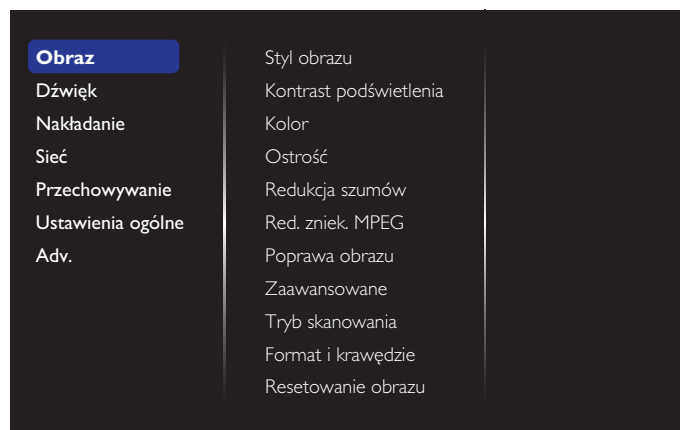 Obraz
Dźwięk
Nakładanie
Sieć
Przechowywanie
Ustawienia ogólne
Adv.
Styl obrazu
Kontrast podświetlenia
Kolor
Ostrość
Redukcja szumów
Red. zniek. MPEG
Poprawa obrazu
Zaawansowane
Tryb skanowania
Format i krawędzie
Resetowanie obrazu